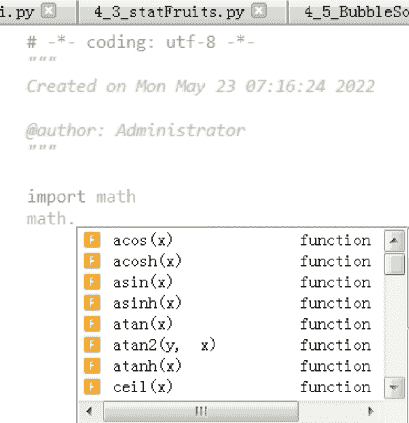 i.py 4_3_statFruits.py 4_5_BubbleSo
# -*- coding: utf-8 -*-
"""
Created on Mon May 23 07:16:24 2022
@author: Administrator
"""
import math
math.
F acos(x) function
F acosh(x) function
F asin(x) function
F asinh(x) function
F atan(x) function
F atan2(y, x) function
F atanh(x) function
F ceil(x) function